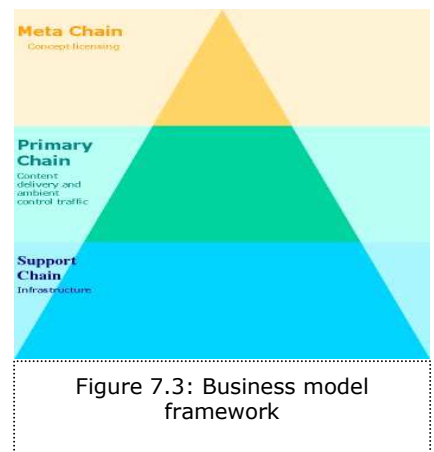 Meta Chain
Concept licensing
Primary
Chain
Content
delivery and
ambient
control traffic
Support
Chain
Infrastructure
Figure 7.3: Business model
framework